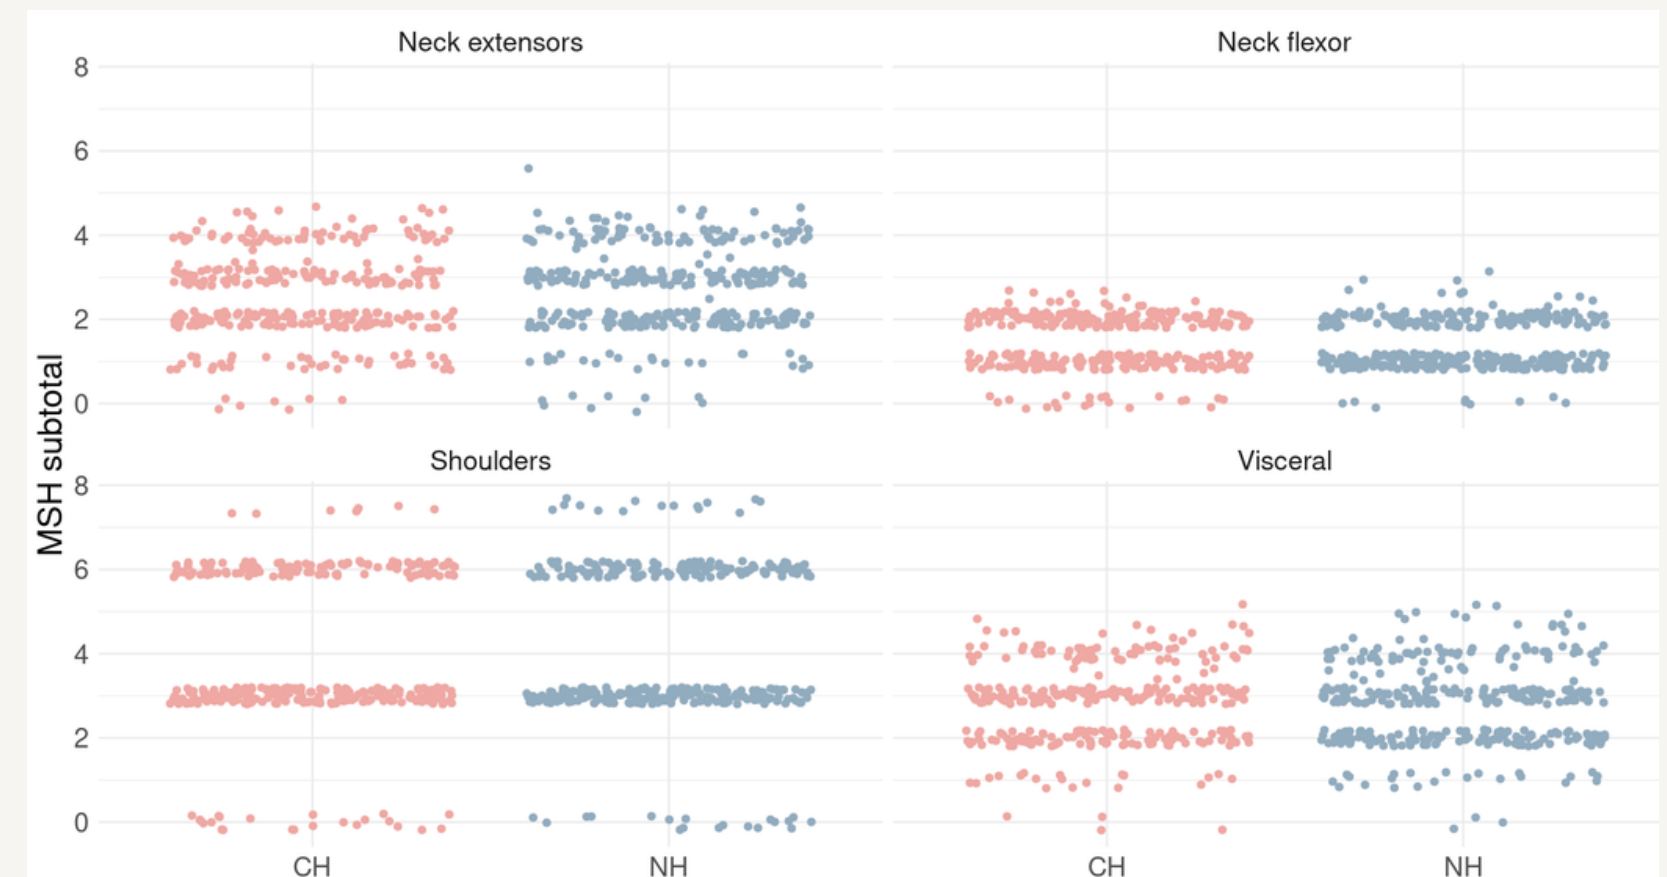 Neck extensors
Neck flexor
8
6
4
2
0
MSH subtotal
Shoulders
Visceral
8
6
4
2
0
CH
NH
CH
NH